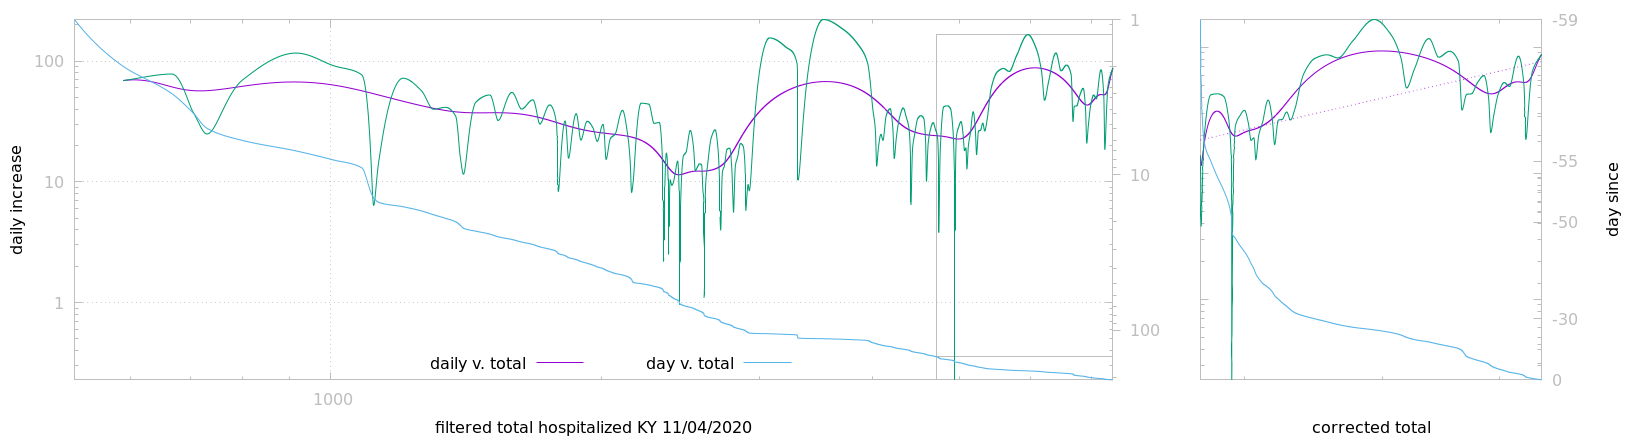 100
10
1
daily increase
1
10
100
daily v. total
day v. total
1000
filtered total hospitalized KY 11/04/2020
-59
-55
-50
-30
0
day since
corrected total